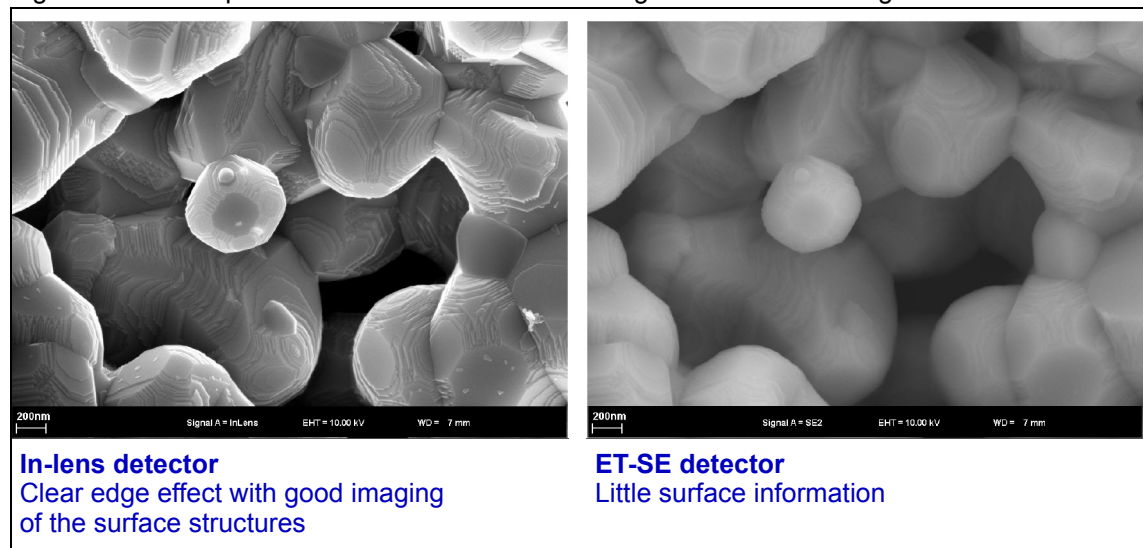 200nm
Signal A = InLens EHT = 10.00 kV WD = 7 mm
200nm
Signal A = SE2 EHT = 10.00 kV WD = 7 mm
In-lens detector
Clear edge effect with good imaging
of the surface structures
ET-SE detector
Little surface information